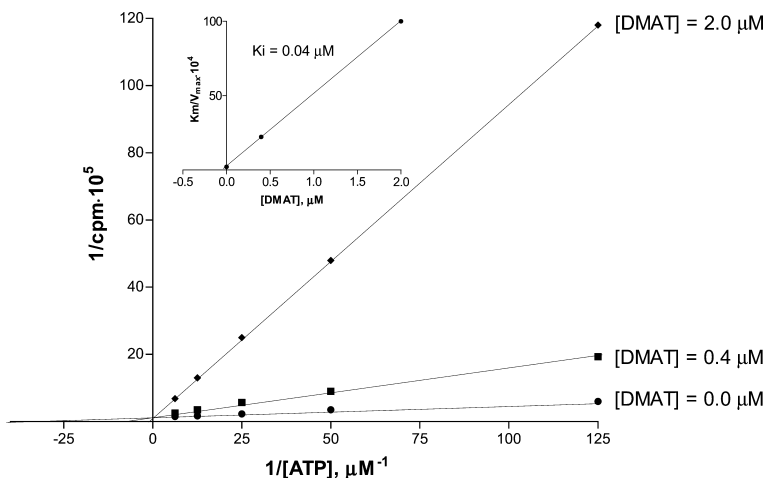 120
100
80
60
40
20
1/cpm·10⁵
-25
0
25
50
75
100
125
1/[ATP], μM⁻¹
[DMAT] = 2.0 μM
[DMAT] = 0.4 μM
[DMAT] = 0.0 μM
100
50
Km/Vmax·10⁴
Ki = 0.04 μM
-0.5
0.0
0.5
1.0
1.5
2.0
[DMAT], μM